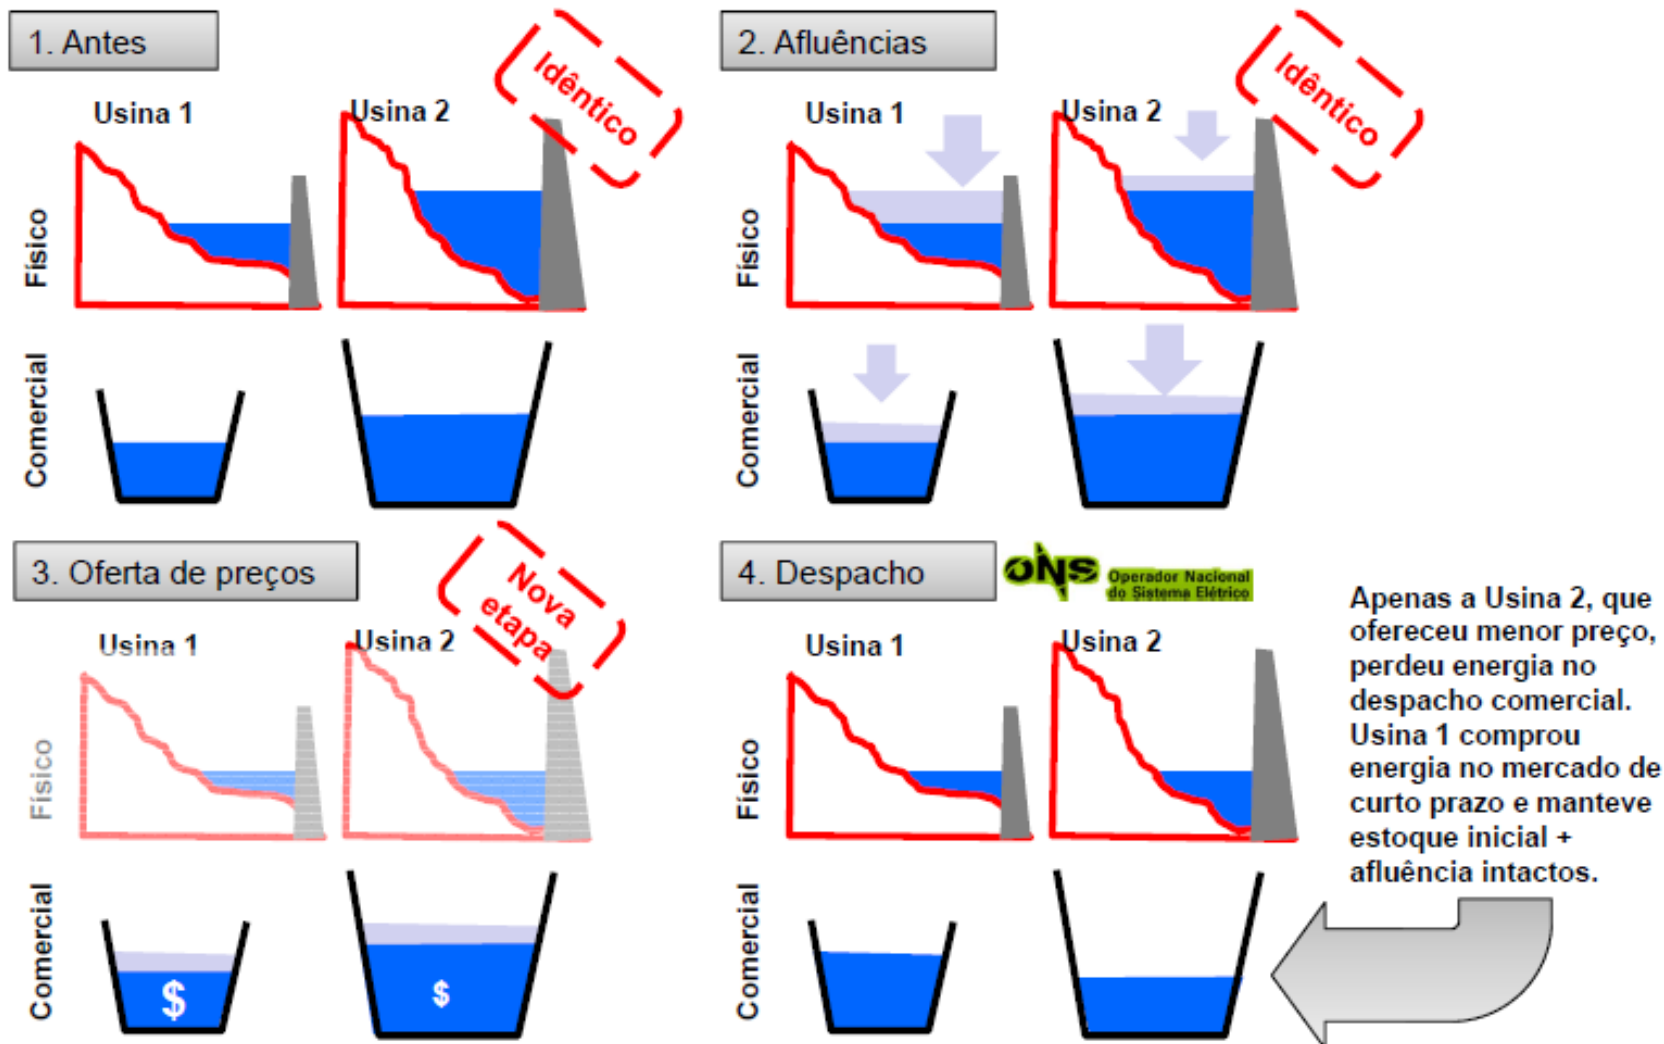 1. Antes
Idêntico
Usina 1
Usina 2
Físico
Comercial
2. Afluências
Idêntico
Usina 1
Usina 2
Físico
Comercial
3. Oferta de preços
Nova
etapa
Usina 1
Usina 2
Físico
Comercial
$
$
4. Despacho
ONS
Operador Nacional
do Sistema Elétrico
Usina 1
Usina 2
Físico
Comercial
Apenas a Usina 2, que
ofereceu menor preço,
perdeu energia no
despacho comercial.
Usina 1 comprou
energia no mercado de
curto prazo e manteve
estoque inicial +
afluência intactos.